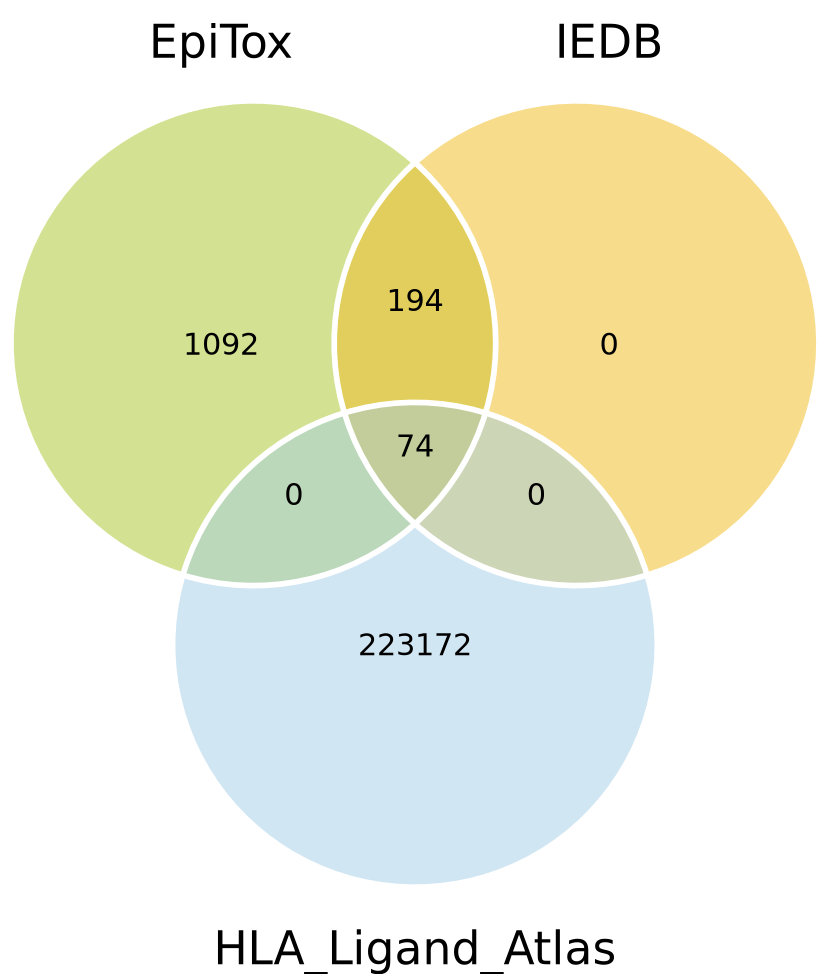 EpiTox IEDB
194
1092 0
74
0 0
223172
HLA_Ligand_Atlas